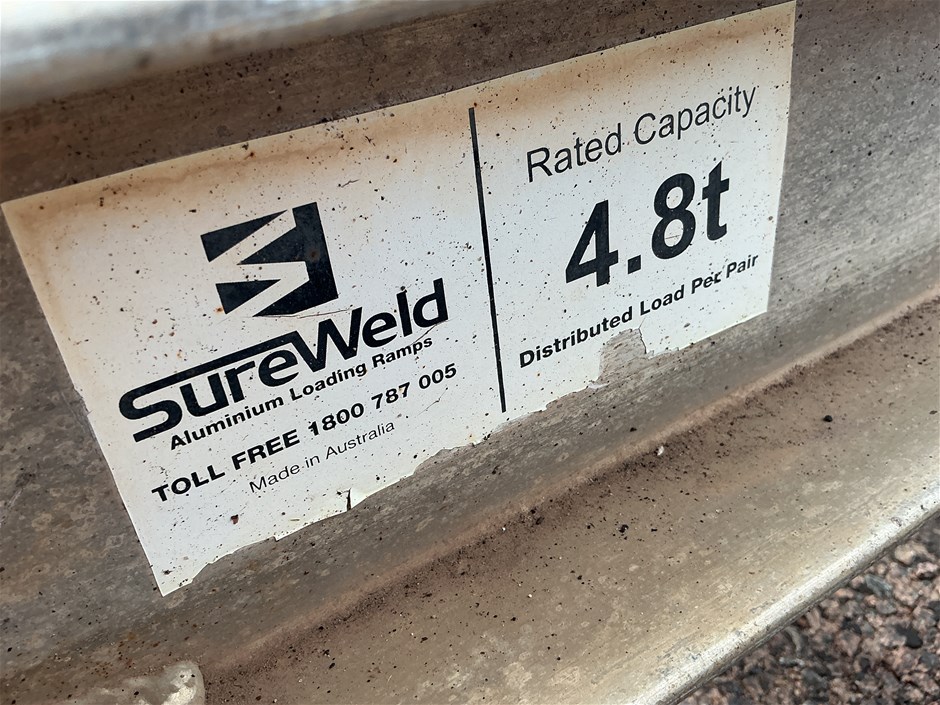 SureWeld
Aluminium Loading Ramps
TOLL FREE 1800 787 005
Made in Australia
Rated Capacity
4.8t
Distributed Load Per Pair